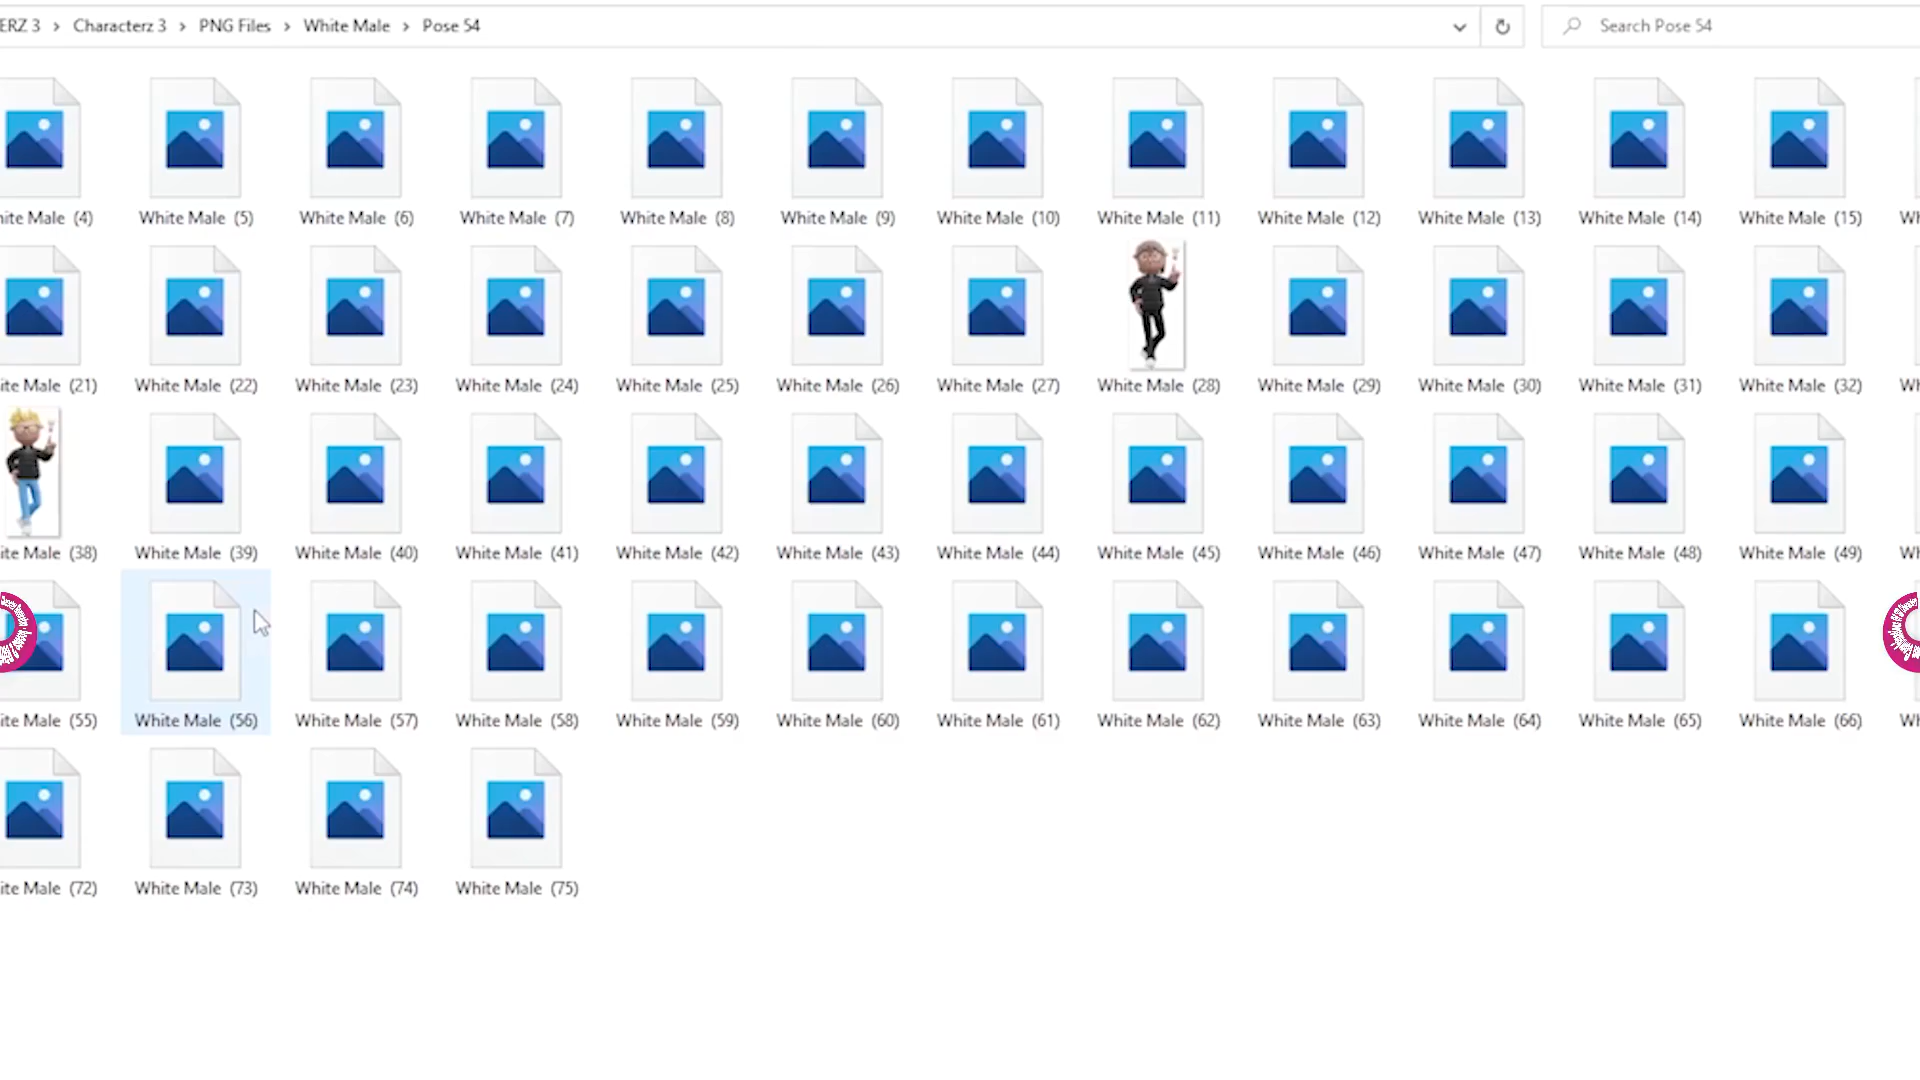 ERZ 3 > Characterz 3 > PNG Files > White Male > Pose 54
Search Pose 54
ite Male (4) White Male (5) White Male (6) White Male (7) White Male (8) White Male (9) White Male (10) White Male (11) White Male (12) White Male (13) White Male (14) White Male (15) Wh
ite Male (21) White Male (22) White Male (23) White Male (24) White Male (25) White Male (26) White Male (27) White Male (28) White Male (29) White Male (30) White Male (31) White Male (32) Wh
ite Male (38) White Male (39) White Male (40) White Male (41) White Male (42) White Male (43) White Male (44) White Male (45) White Male (46) White Male (47) White Male (48) White Male (49) Wh
ite Male (55) White Male (56) White Male (57) White Male (58) White Male (59) White Male (60) White Male (61) White Male (62) White Male (63) White Male (64) White Male (65) White Male (66) Wh
ite Male (72) White Male (73) White Male (74) White Male (75)